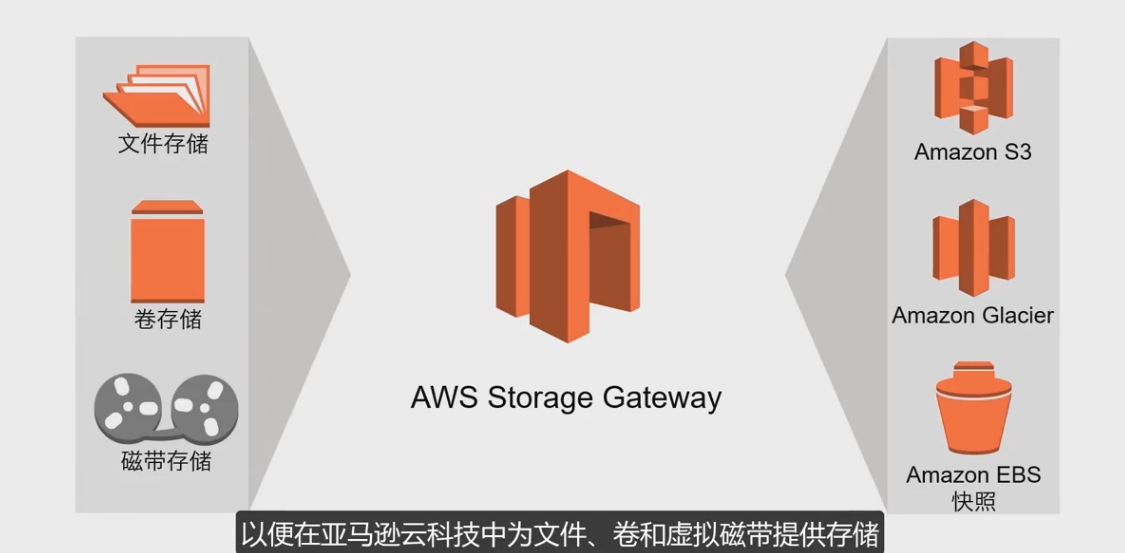 文件存储
卷存储
磁带存储
AWS Storage Gateway
Amazon S3
Amazon Glacier
Amazon EBS
快照
以便在亚马逊云科技中为文件、卷和虚拟磁带提供存储